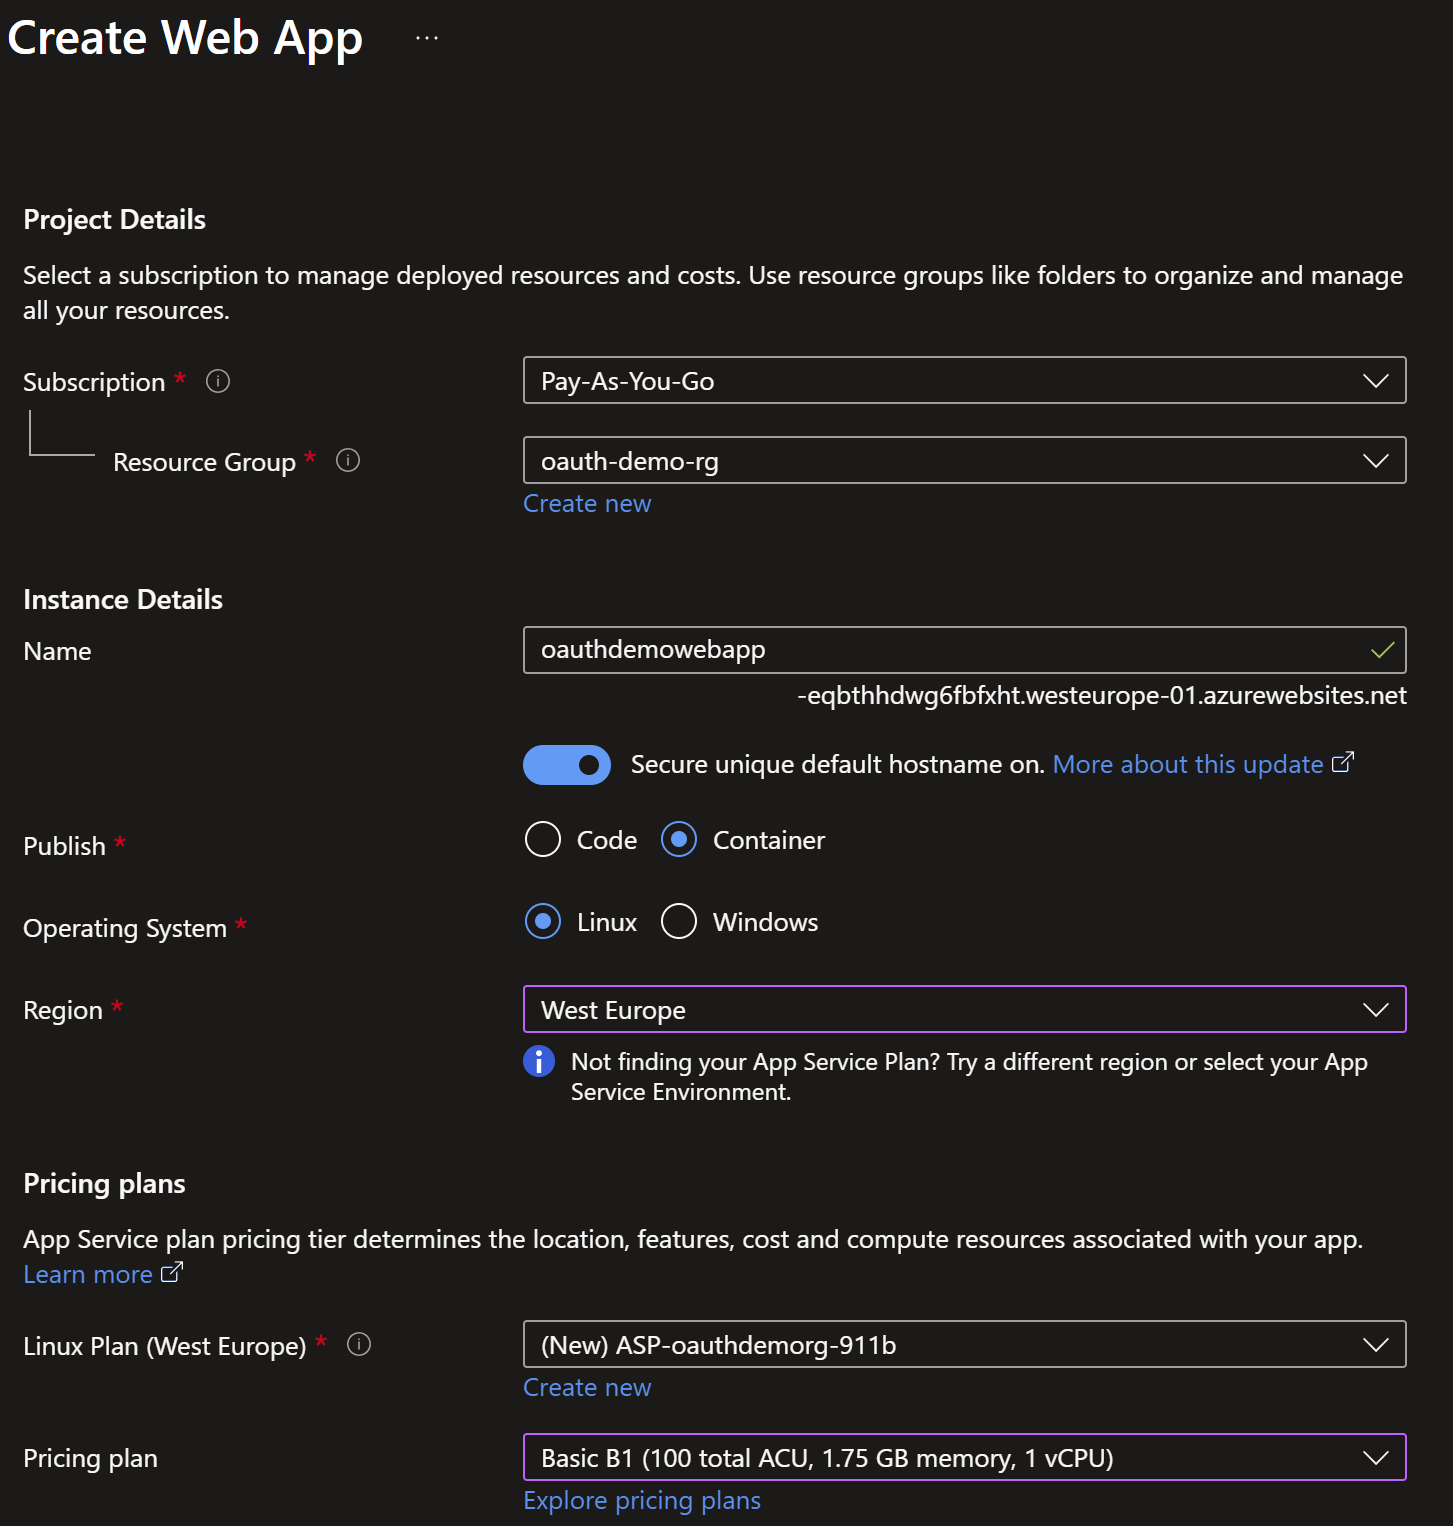 Create Web App ...
Project Details
Select a subscription to manage deployed resources and costs. Use resource groups like folders to organize and manage
all your resources.
Subscription *
Pay-As-You-Go
Resource Group *
oauth-demo-rg
Create new
Instance Details
Name
oauthdemowebapp
-eqbthhdwg6fbfxht.westeurope-01.azurewebsites.net
Secure unique default hostname on. More about this update
Publish *
Code Container
Operating System *
Linux Windows
Region *
West Europe
Not finding your App Service Plan? Try a different region or select your App
Service Environment.
Pricing plans
App Service plan pricing tier determines the location, features, cost and compute resources associated with your app.
Learn more
Linux Plan (West Europe) *
(New) ASP-oauthdemorg-911b
Create new
Pricing plan
Basic B1 (100 total ACU, 1.75 GB memory, 1 vCPU)
Explore pricing plans